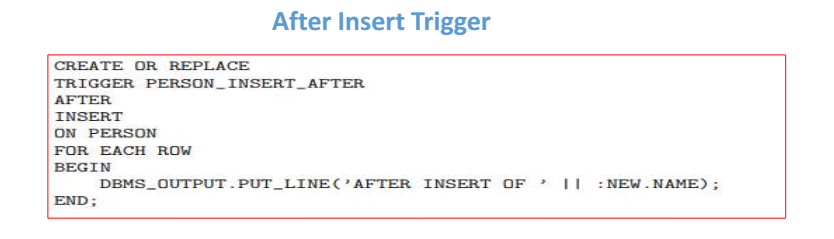 After Insert Trigger
CREATE OR REPLACE
TRIGGER PERSON_INSERT_AFTER
AFTER
INSERT
ON PERSON
FOR EACH ROW
BEGIN
    DBMS_OUTPUT.PUT_LINE('AFTER INSERT OF ' || :NEW.NAME);
END;